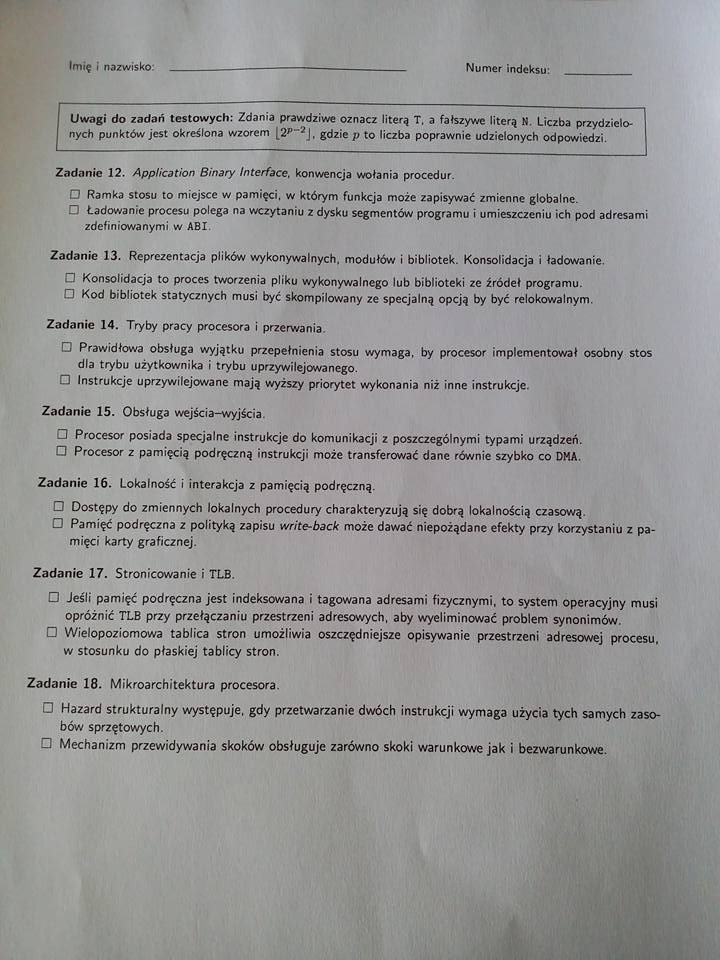 Imię i nazwisko: Numer indeksu:
Uwagi do zadań testowych: Zdania prawdziwe oznacz literą T, a fałszywe literą N. Liczba przydzielo-
nych punktów jest określona wzorem ⌊2^{p−2}⌋, gdzie p to liczba poprawnie udzielonych odpowiedzi.
Zadanie 12. Application Binary Interface, konwencja wołania procedur.
☐ Ramka stosu to miejsce w pamięci, w którym funkcja może zapisywać zmienne globalne.
☐ Ładowanie procesu polega na wczytaniu z dysku segmentów programu i umieszczeniu ich pod adresami
zdefiniowanymi w ABI.
Zadanie 13. Reprezentacja plików wykonywalnych, modułów i bibliotek. Konsolidacja i ładowanie.
☐ Konsolidacja to proces tworzenia pliku wykonywalnego lub biblioteki ze źródeł programu.
☐ Kod bibliotek statycznych musi być skompilowany ze specjalną opcją by być relokowalnym.
Zadanie 14. Tryby pracy procesora i przerwania.
☐ Prawidłowa obsługa wyjątku przepełnienia stosu wymaga, by procesor implementował osobny stos
dla trybu użytkownika i trybu uprzywilejowanego.
☐ Instrukcje uprzywilejowane mają wyższy priorytet wykonania niż inne instrukcje.
Zadanie 15. Obsługa wejścia–wyjścia.
☐ Procesor posiada specjalne instrukcje do komunikacji z poszczególnymi typami urządzeń.
☐ Procesor z pamięcią podręczną instrukcji może transferować dane równie szybko co DMA.
Zadanie 16. Lokalność i interakcja z pamięcią podręczną.
☐ Dostępy do zmiennych lokalnych procedury charakteryzują się dobrą lokalnością czasową.
☐ Pamięć podręczna z polityką zapisu write-back może dawać niepożądane efekty przy korzystaniu z pa-
mięci karty graficznej.
Zadanie 17. Stronicowanie i TLB.
☐ Jeśli pamięć podręczna jest indeksowana i tagowana adresami fizycznymi, to system operacyjny musi
opróżnić TLB przy przełączaniu przestrzeni adresowych, aby wyeliminować problem synonimów.
☐ Wielopoziomowa tablica stron umożliwia oszczędniejsze opisywanie przestrzeni adresowej procesu,
w stosunku do płaskiej tablicy stron.
Zadanie 18. Mikroarchitektura procesora.
☐ Hazard strukturalny występuje, gdy przetwarzanie dwóch instrukcji wymaga użycia tych samych zaso-
bów sprzętowych.
☐ Mechanizm przewidywania skoków obsługuje zarówno skoki warunkowe jak i bezwarunkowe.